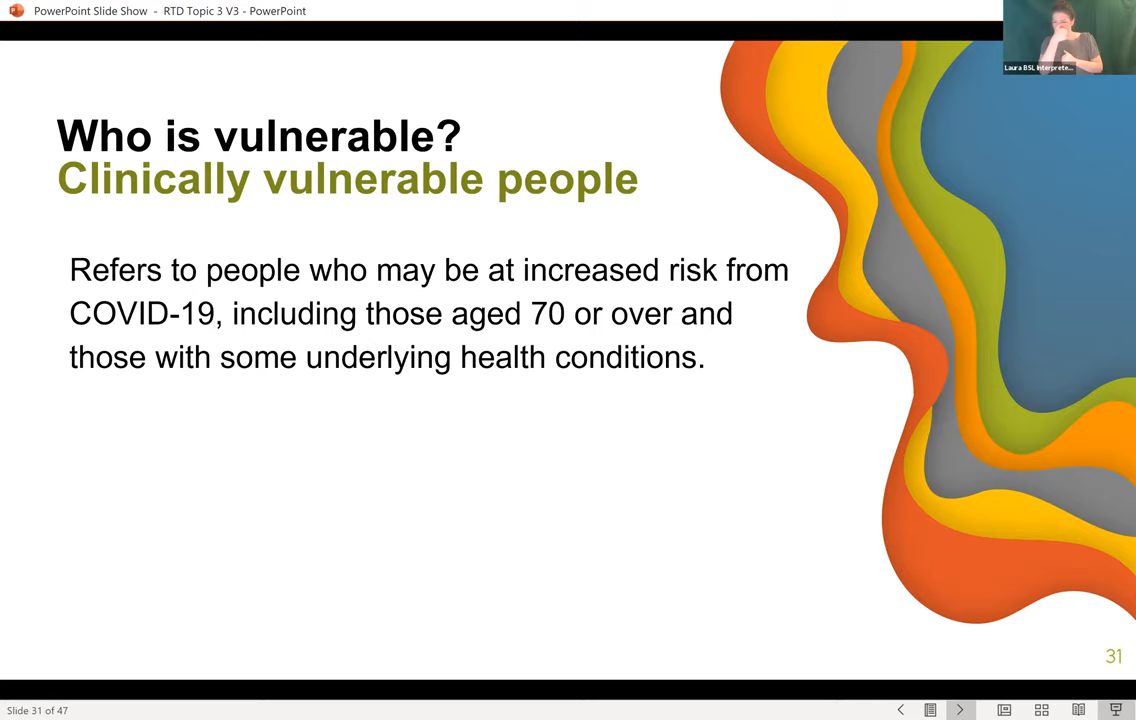 PowerPoint Slide Show - RTD Topic 3 V3 - PowerPoint
Laura BSL Interprete...
Who is vulnerable?
Clinically vulnerable people
Refers to people who may be at increased risk from
COVID-19, including those aged 70 or over and
those with some underlying health conditions.
31
Slide 31 of 47